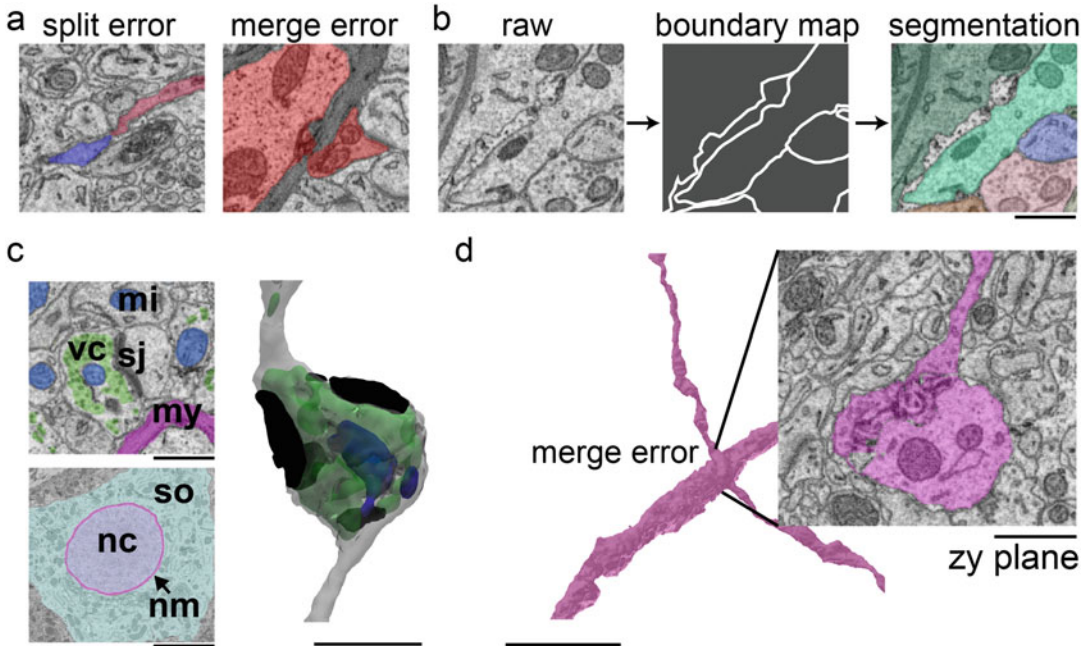 a
split error
merge error
b
raw
boundary map
segmentation
c
mi
vc
sj
my
so
nc
nm
d
merge error
zy plane